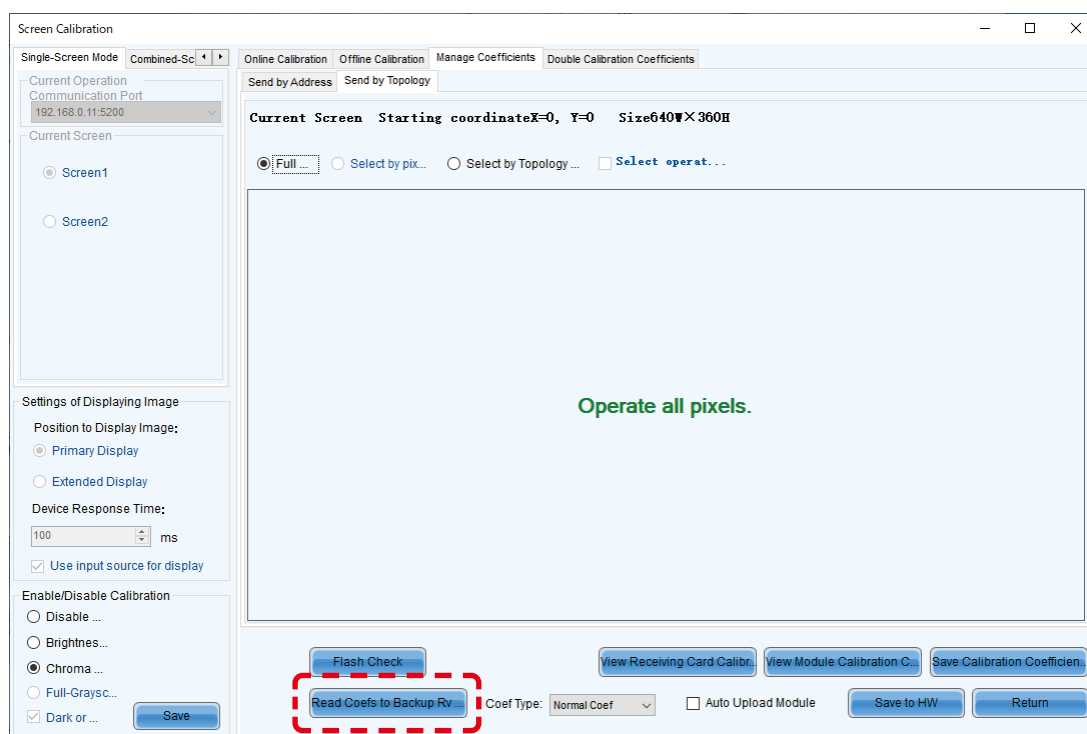 Screen Calibration
Single-Screen Mode Combined-Sc
Current Operation
Communication Port
192.168.0.11:5200
Current Screen
Screen1
Screen2
Settings of Displaying Image
Position to Display Image:
Primary Display
Extended Display
Device Response Time:
100 ms
Use input source for display
Enable/Disable Calibration
Disable ...
Brightnes...
Chroma ...
Full-Graysc...
Dark or ... Save
Online Calibration Offline Calibration Manage Coefficients Double Calibration Coefficients
Send by Address Send by Topology
Current Screen Starting coordinateX=0, Y=0 Size640W×360H
Full ... Select by pix... Select by Topology ... Select operat...
Operate all pixels.
Flash Check View Receiving Card Calibr... View Module Calibration C... Save Calibration Coefficien...
Read Coefs to Backup Rv... Coef Type: Normal Coef Auto Upload Module Save to HW Return